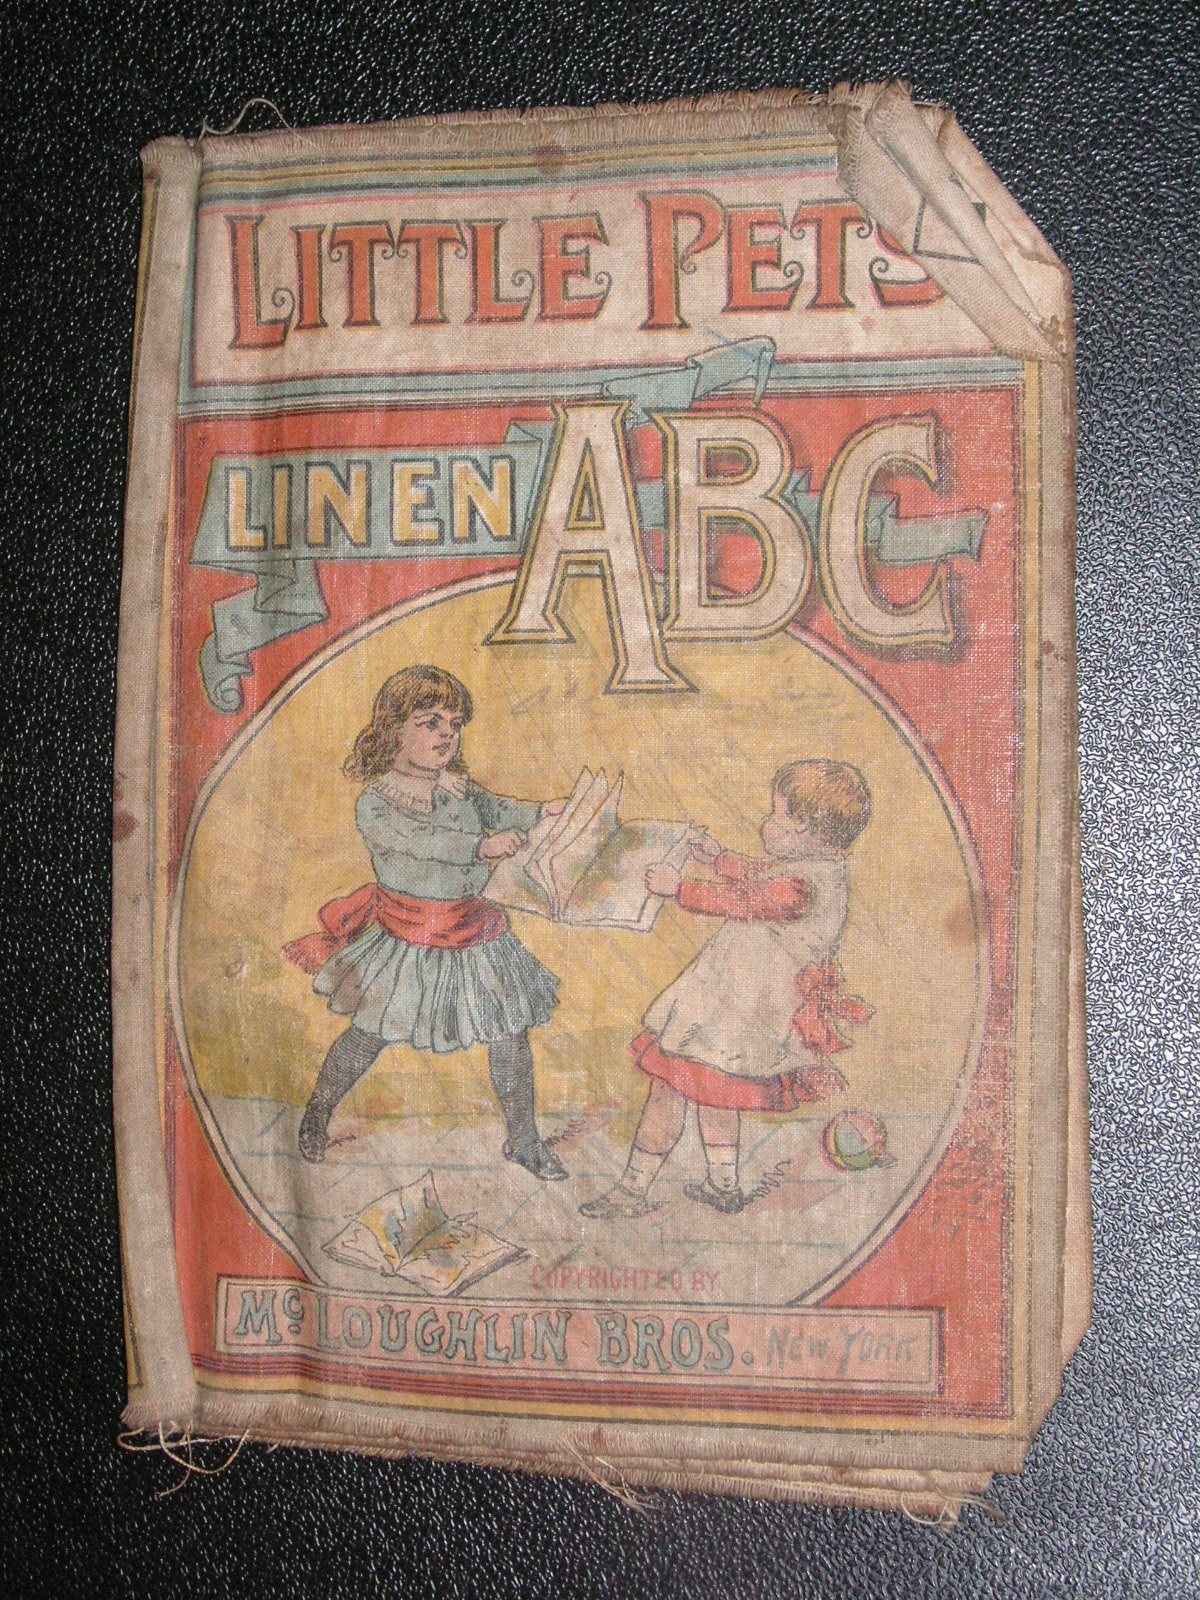 LITTLE PETS
LINEN ABC
COPYRIGHTED BY
McLOUGHLIN BROS. NEW YORK